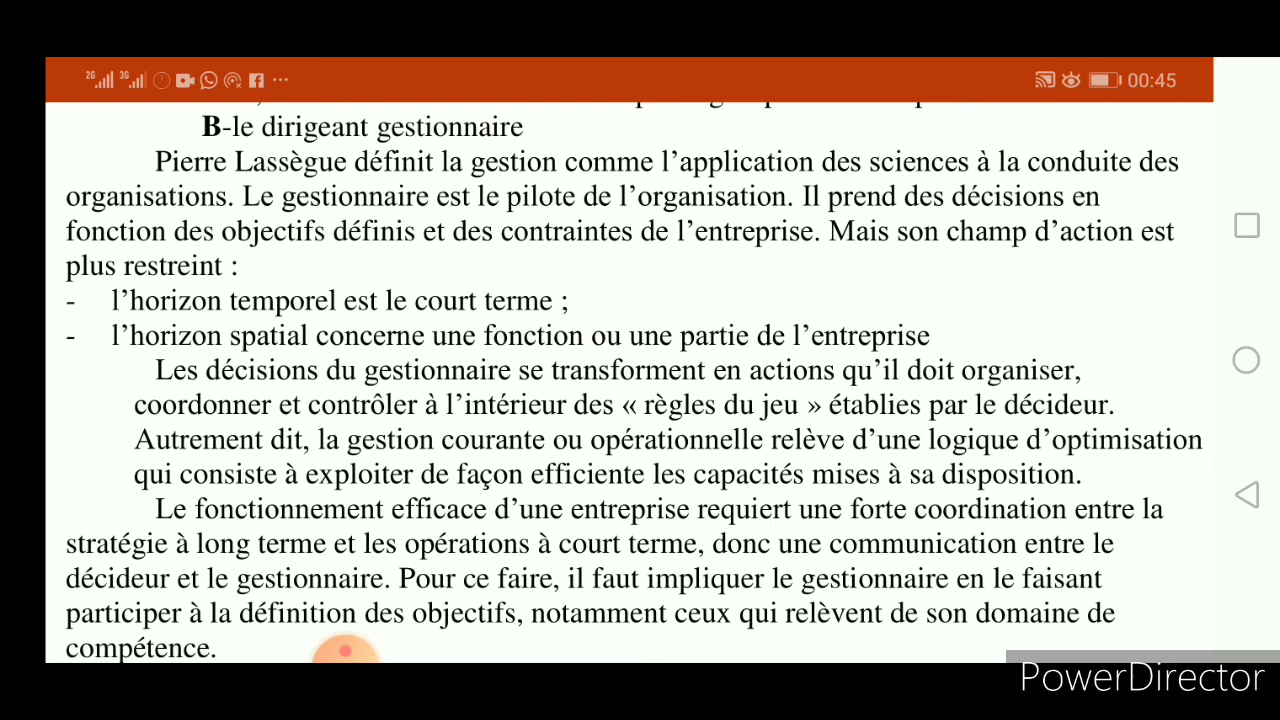 2G 3G 00:45
B-le dirigeant gestionnaire
Pierre Lassègue définit la gestion comme l’application des sciences à la conduite des
organisations. Le gestionnaire est le pilote de l’organisation. Il prend des décisions en
fonction des objectifs définis et des contraintes de l’entreprise. Mais son champ d’action est
plus restreint :
- l’horizon temporel est le court terme ;
- l’horizon spatial concerne une fonction ou une partie de l’entreprise
Les décisions du gestionnaire se transforment en actions qu’il doit organiser,
coordonner et contrôler à l’intérieur des « règles du jeu » établies par le décideur.
Autrement dit, la gestion courante ou opérationnelle relève d’une logique d’optimisation
qui consiste à exploiter de façon efficiente les capacités mises à sa disposition.
Le fonctionnement efficace d’une entreprise requiert une forte coordination entre la
stratégie à long terme et les opérations à court terme, donc une communication entre le
décideur et le gestionnaire. Pour ce faire, il faut impliquer le gestionnaire en le faisant
participer à la définition des objectifs, notamment ceux qui relèvent de son domaine de
compétence.
PowerDirector